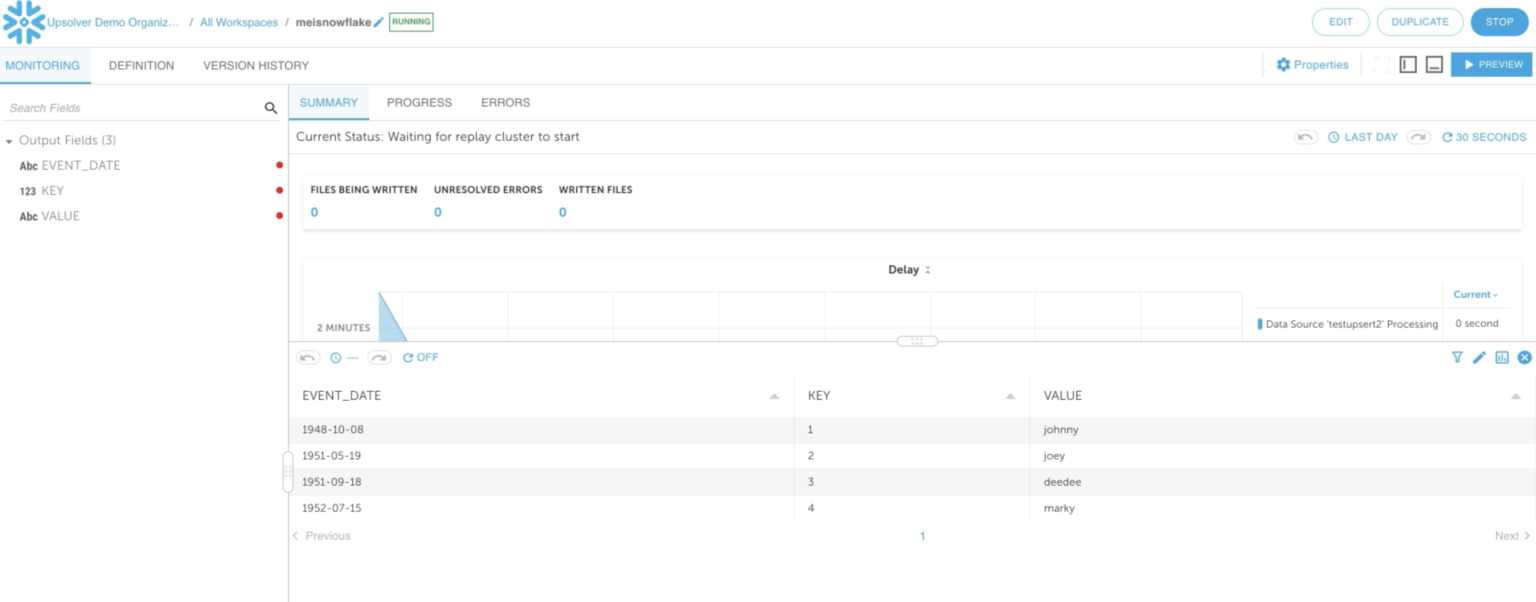 Upsolver Demo Organiz... / All Workspaces / meisnowflake RUNNING EDIT DUPLICATE STOP
MONITORING DEFINITION VERSION HISTORY Properties PREVIEW
Search Fields SUMMARY PROGRESS ERRORS
Output Fields (3) Current Status: Waiting for replay cluster to start LAST DAY 30 SECONDS
Abc EVENT_DATE
123 KEY
Abc VALUE
FILES BEING WRITTEN UNRESOLVED ERRORS WRITTEN FILES
0 0 0
Delay
Current
2 MINUTES Data Source 'testupsert2' Processing 0 second
--- OFF
EVENT_DATE KEY VALUE
1948-10-08 1 johnny
1951-05-19 2 joey
1951-09-18 3 deedee
1952-07-15 4 marky
< Previous 1 Next >